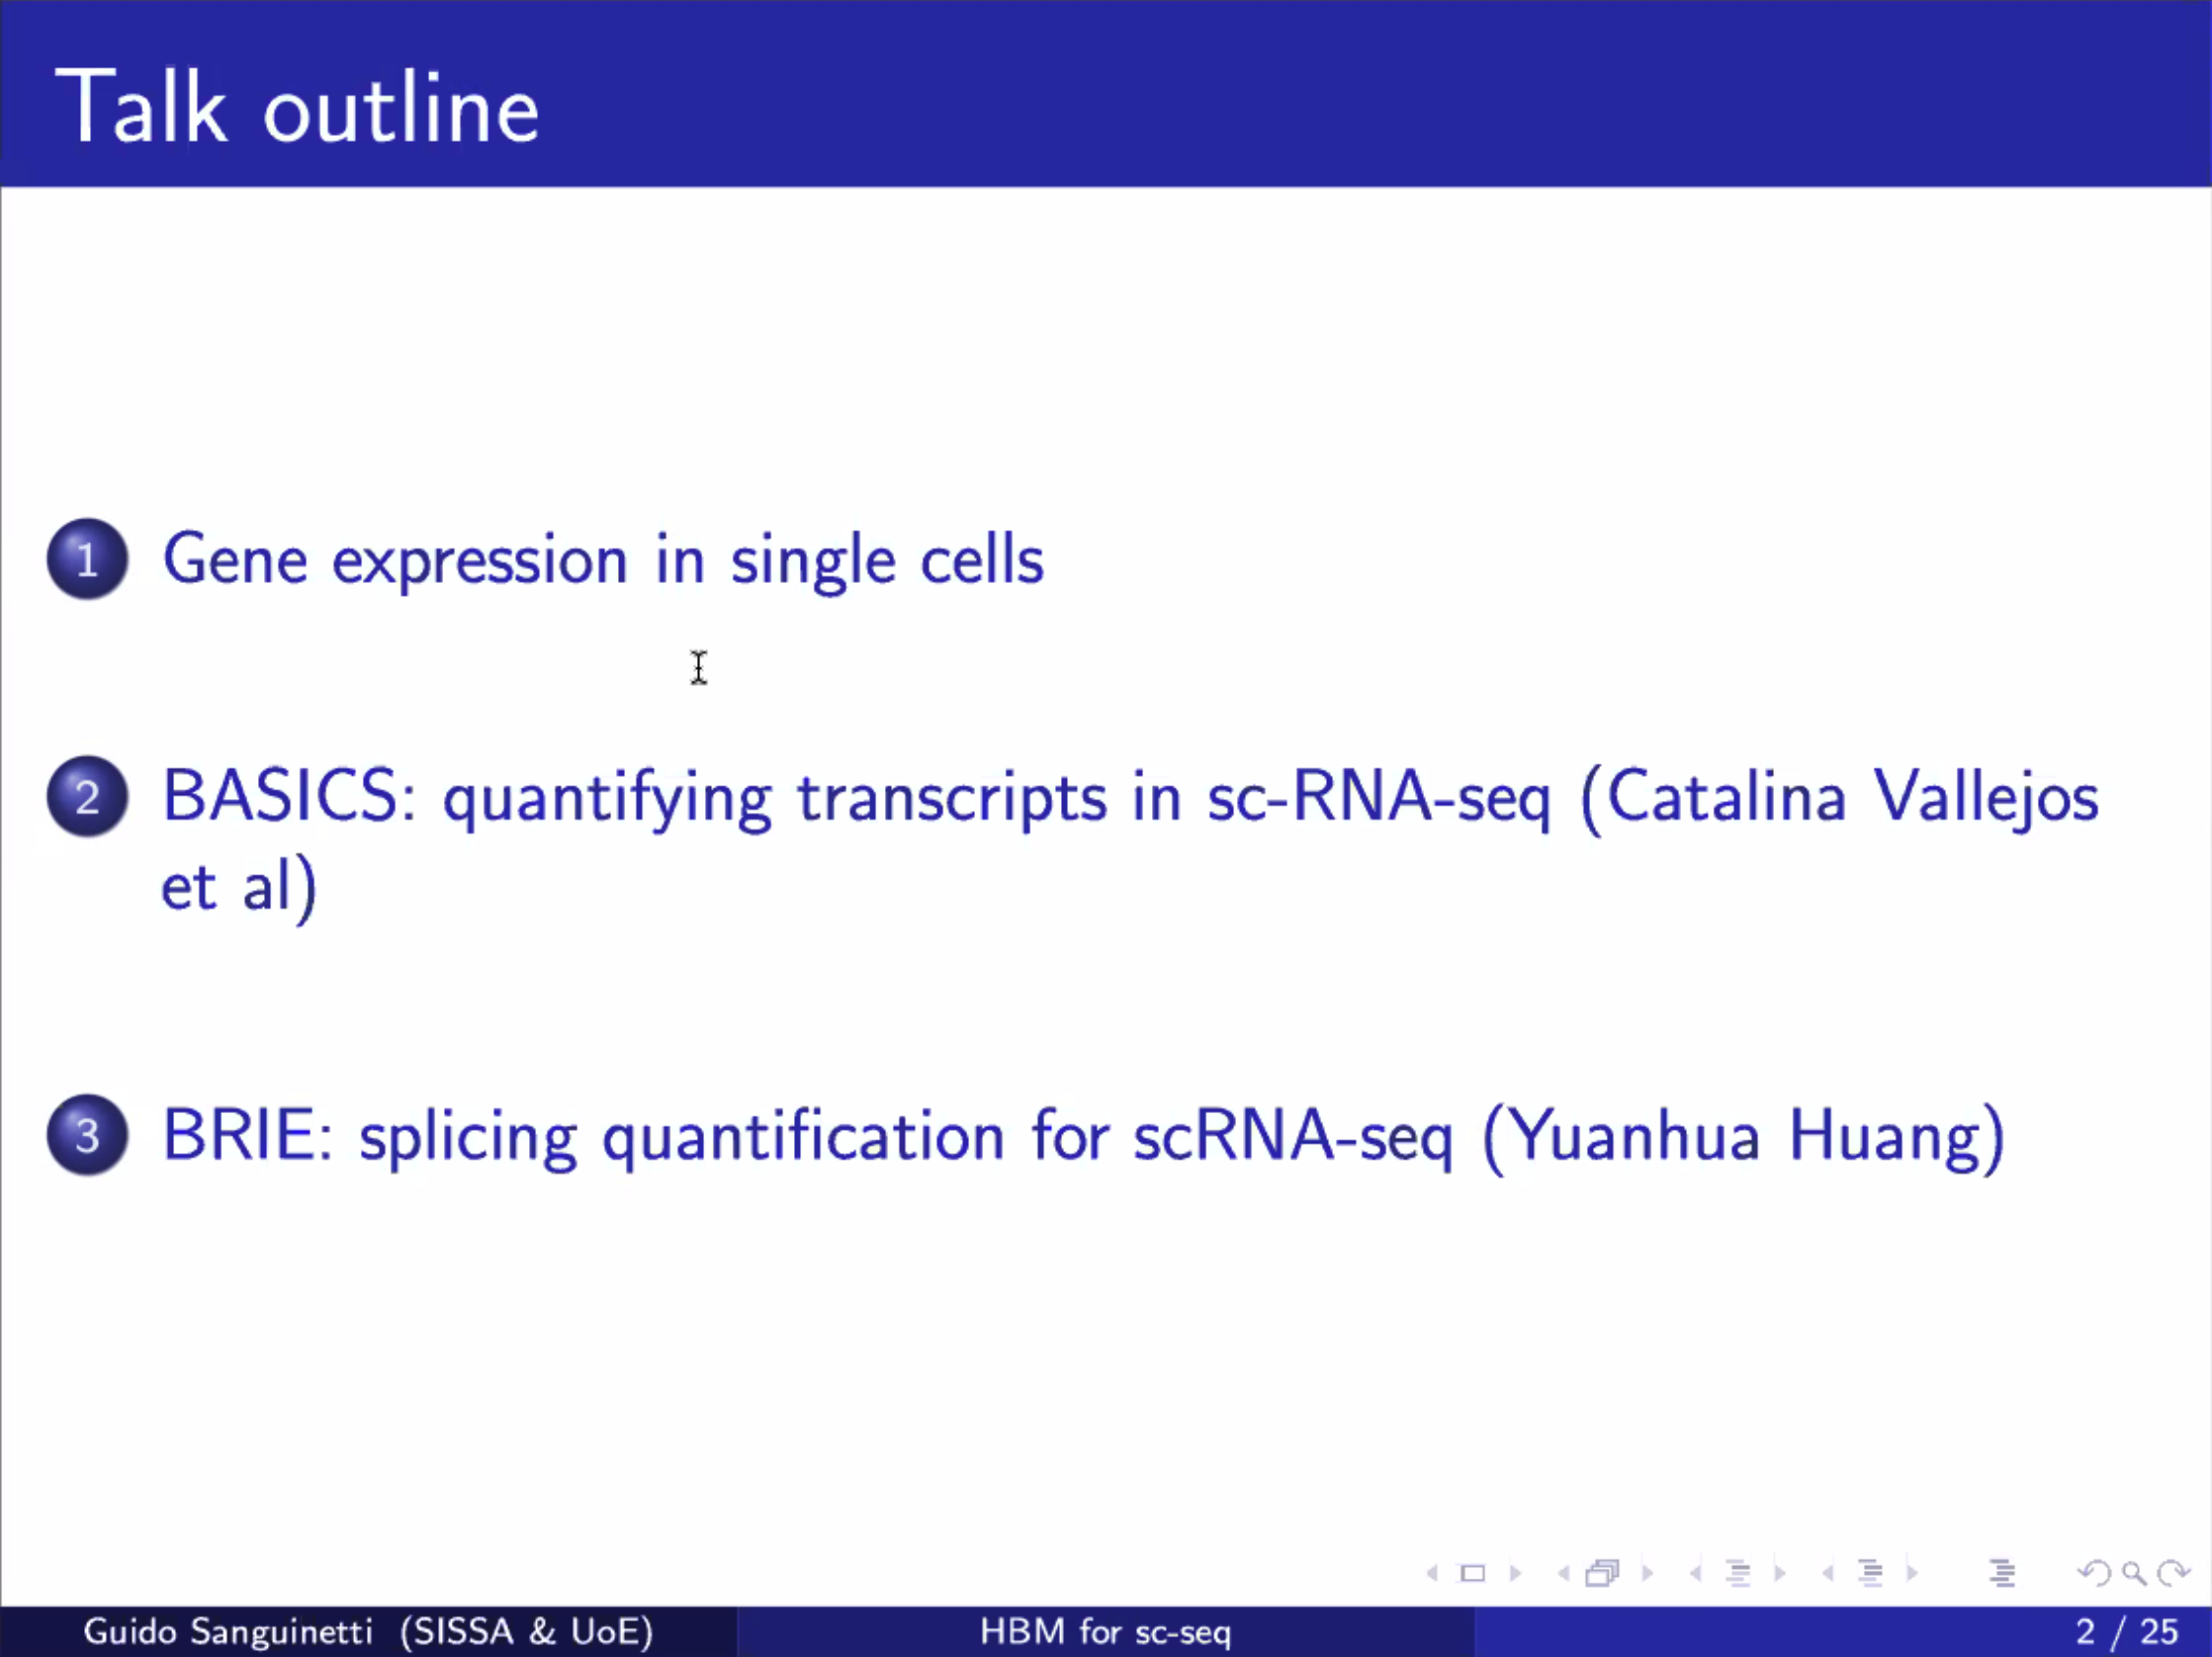 Talk outline
1 Gene expression in single cells
2 BASICS: quantifying transcripts in sc-RNA-seq (Catalina Vallejos
et al)
3 BRIE: splicing quantification for scRNA-seq (Yuanhua Huang)
Guido Sanguinetti (SISSA & UoE) HBM for sc-seq 2 / 25